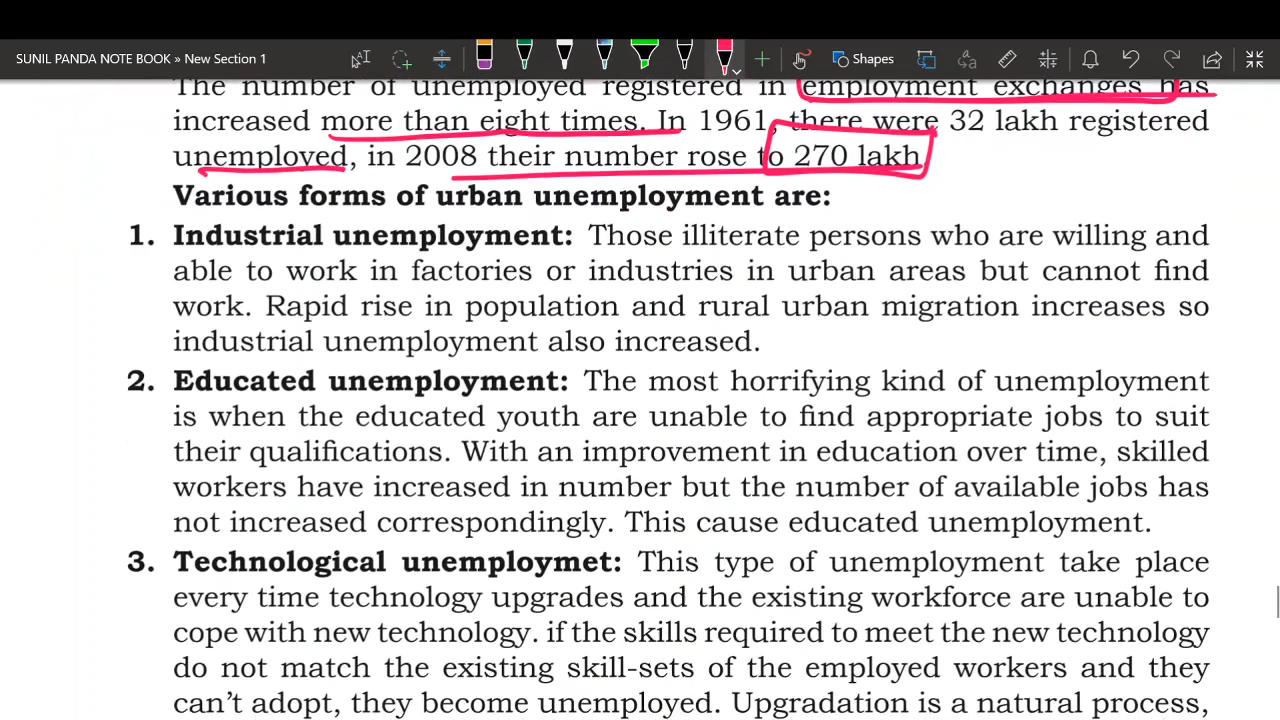 SUNIL PANDA NOTE BOOK » New Section 1
Shapes
The number of unemployed registered in employment exchanges has
increased more than eight times. In 1961, there were 32 lakh registered
unemployed, in 2008 their number rose to 270 lakh
Various forms of urban unemployment are:
1. Industrial unemployment: Those illiterate persons who are willing and
able to work in factories or industries in urban areas but cannot find
work. Rapid rise in population and rural urban migration increases so
industrial unemployment also increased.
2. Educated unemployment: The most horrifying kind of unemployment
is when the educated youth are unable to find appropriate jobs to suit
their qualifications. With an improvement in education over time, skilled
workers have increased in number but the number of available jobs has
not increased correspondingly. This cause educated unemployment.
3. Technological unemploymet: This type of unemployment take place
every time technology upgrades and the existing workforce are unable to
cope with new technology. if the skills required to meet the new technology
do not match the existing skill-sets of the employed workers and they
can't adopt, they become unemployed. Upgradation is a natural process,